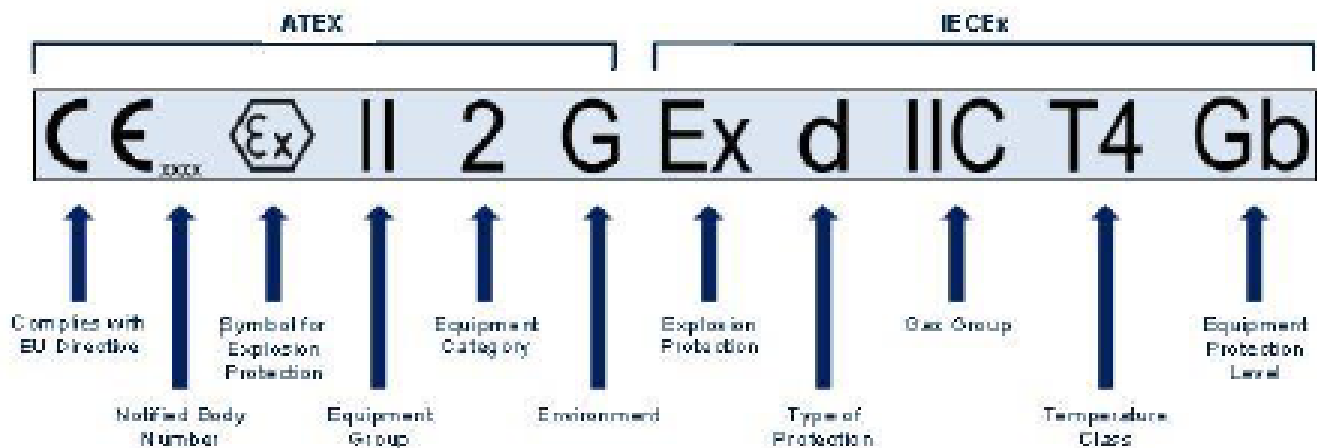 ATEX IECEx
CE xxxx Ex II 2 G Ex d IIC T4 Gb
Complies with
EU Directive
Notified Body
Number
Symbol for
Explosion
Protection
Equipment
Group
Equipment
Category
Environment
Explosion
Protection
Type of
Protection
Gas Group
Temperature
Class
Equipment
Protection
Level